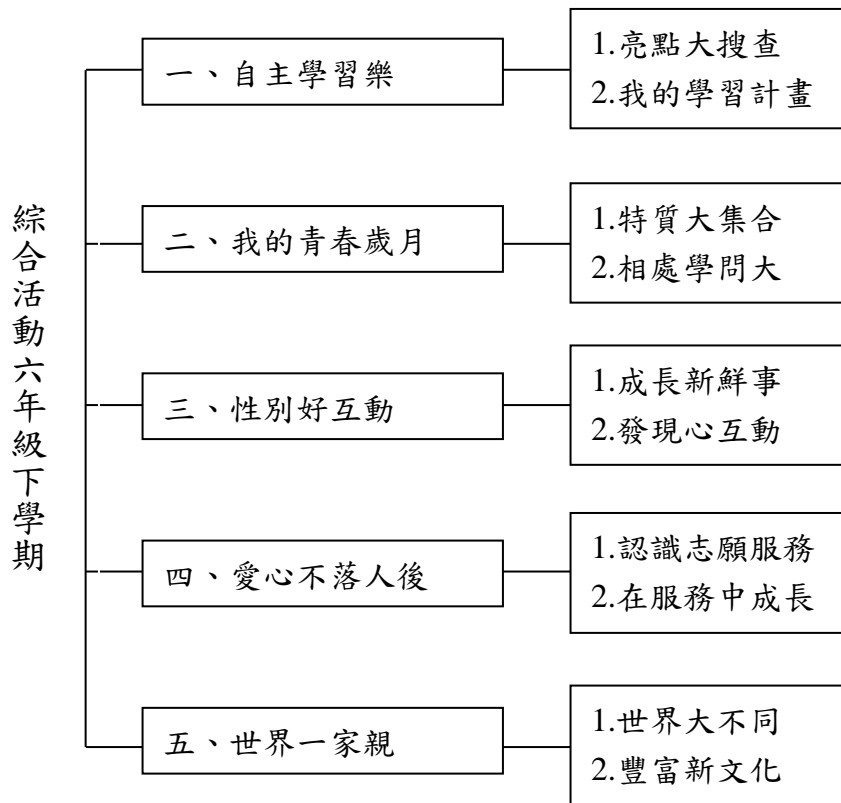 綜合活動六年級下學期
一、自主學習樂
1.亮點大搜查
2.我的學習計畫
二、我的青春歲月
1.特質大集合
2.相處學問大
三、性別好互動
1.成長新鮮事
2.發現心互動
四、愛心不落人後
1.認識志願服務
2.在服務中成長
五、世界一家親
1.世界大不同
2.豐富新文化